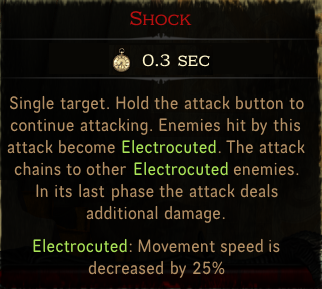 Shock
0.3 sec
Single target. Hold the attack button to
continue attacking. Enemies hit by this
attack become Electrocuted. The attack
chains to other Electrocuted enemies.
In its last phase the attack deals
additional damage.
Electrocuted: Movement speed is
decreased by 25%